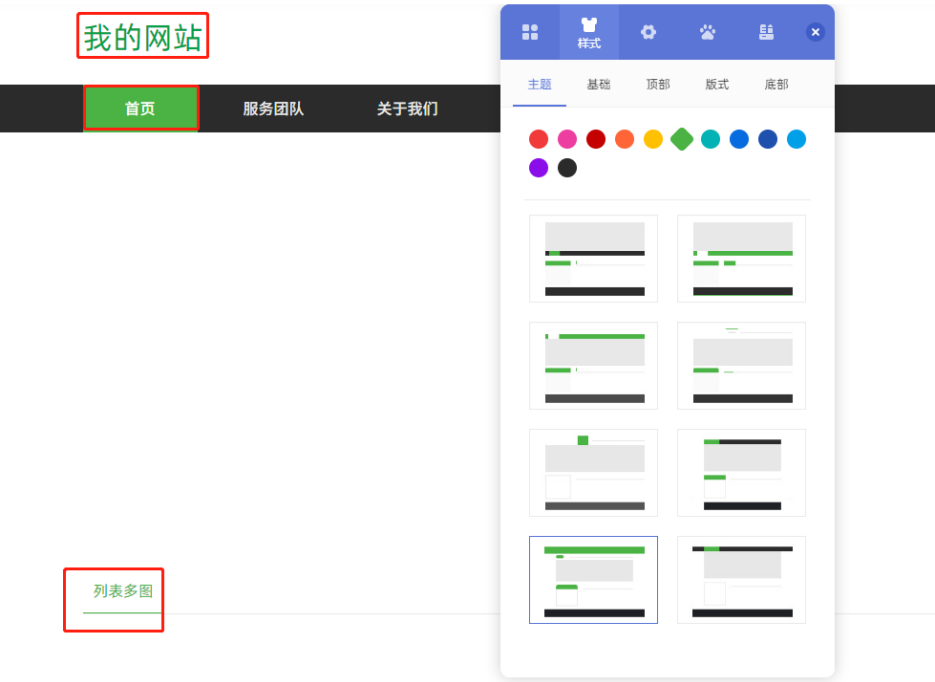 我的网站
样式
主题 基础 顶部 版式 底部
首页 服务团队 关于我们
列表多图